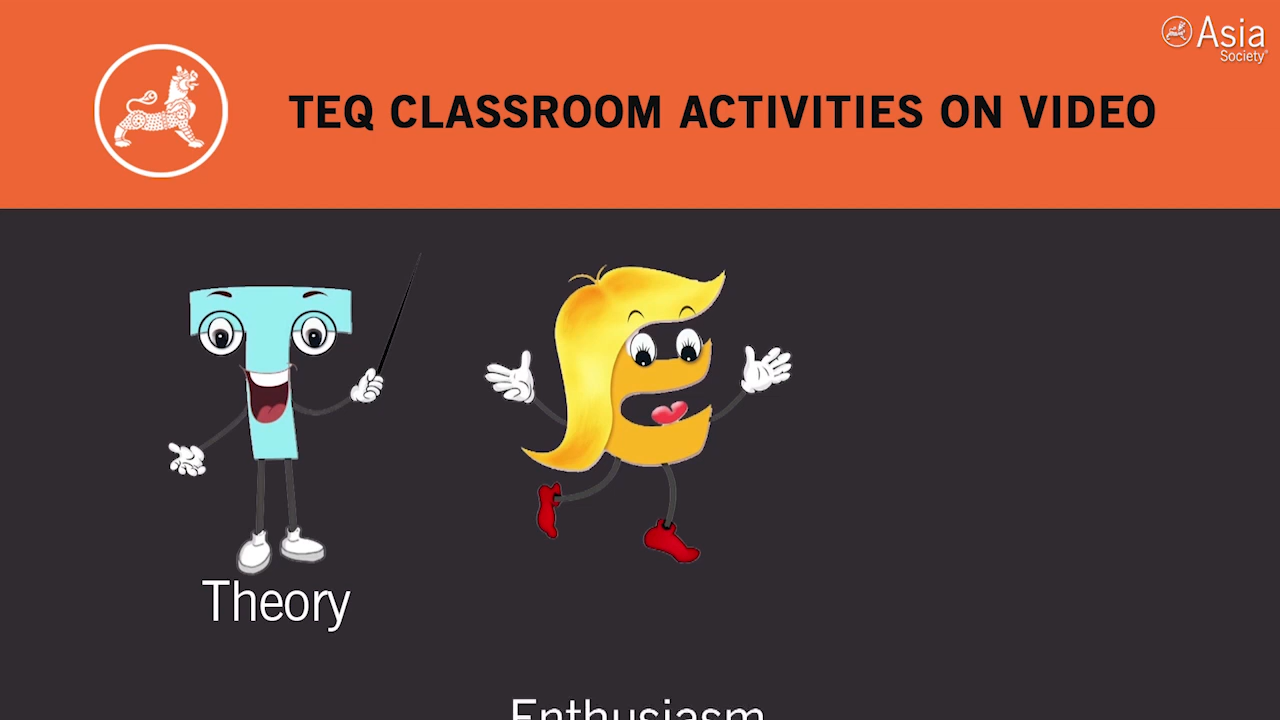 Asia
Society®
TEQ CLASSROOM ACTIVITIES ON VIDEO
Theory
Enthusiasm